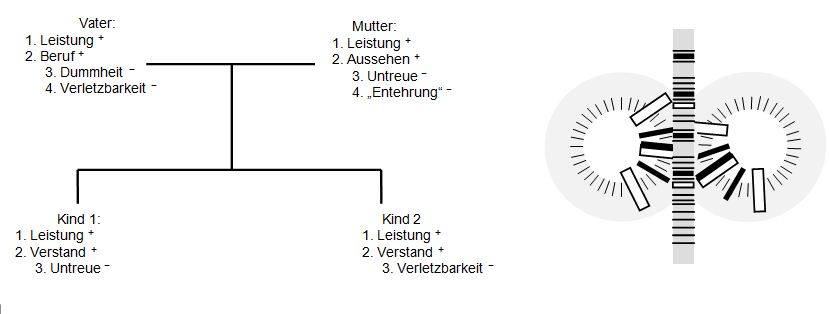 Vater:
1. Leistung +
2. Beruf +
3. Dummheit –
4. Verletzbarkeit –
Mutter:
1. Leistung +
2. Aussehen +
3. Untreue –
4. „Entehrung“ –
Kind 1:
1. Leistung +
2. Verstand +
3. Untreue –
Kind 2
1. Leistung +
2. Verstand +
3. Verletzbarkeit –